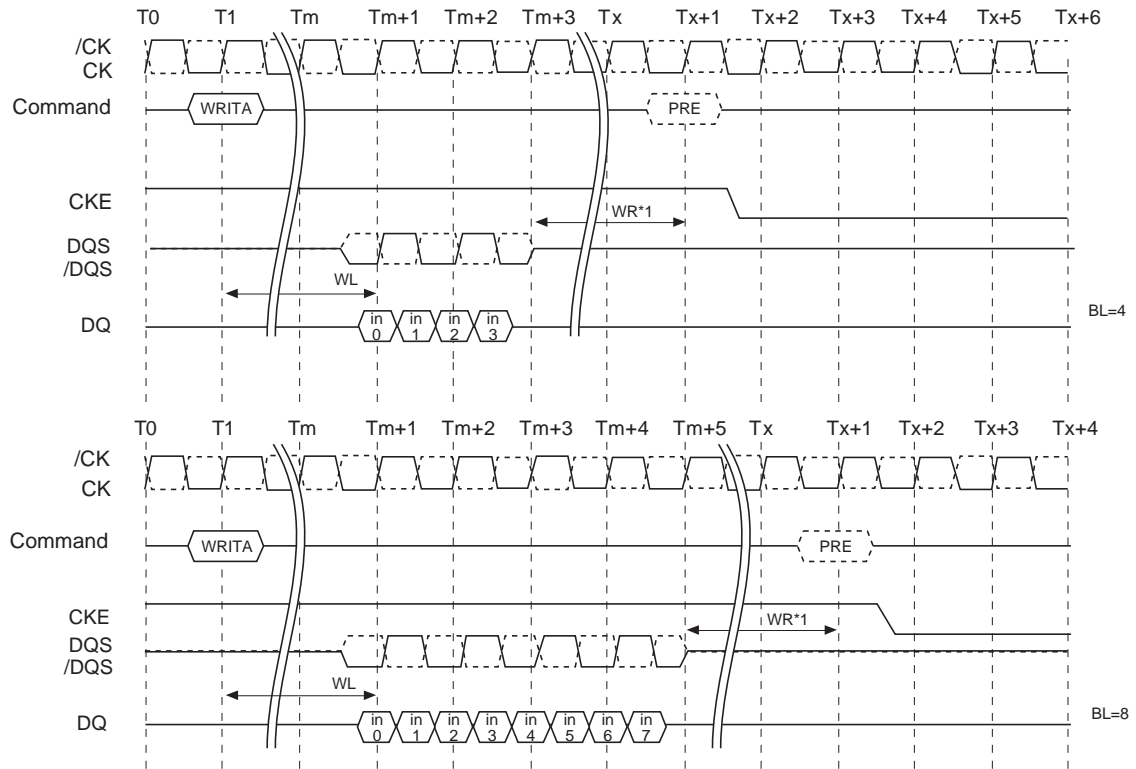 T0 T1 Tm Tm+1 Tm+2 Tm+3 Tx Tx+1 Tx+2 Tx+3 Tx+4 Tx+5 Tx+6
/CK
CK
Command WRITA PRE
CKE
WR*1
DQS
/DQS
WL
DQ in 0 in 1 in 2 in 3
BL=4
T0 T1 Tm Tm+1 Tm+2 Tm+3 Tm+4 Tm+5 Tx Tx+1 Tx+2 Tx+3 Tx+4
/CK
CK
Command WRITA PRE
CKE
WR*1
DQS
/DQS
WL
DQ in 0 in 1 in 2 in 3 in 4 in 5 in 6 in 7
BL=8